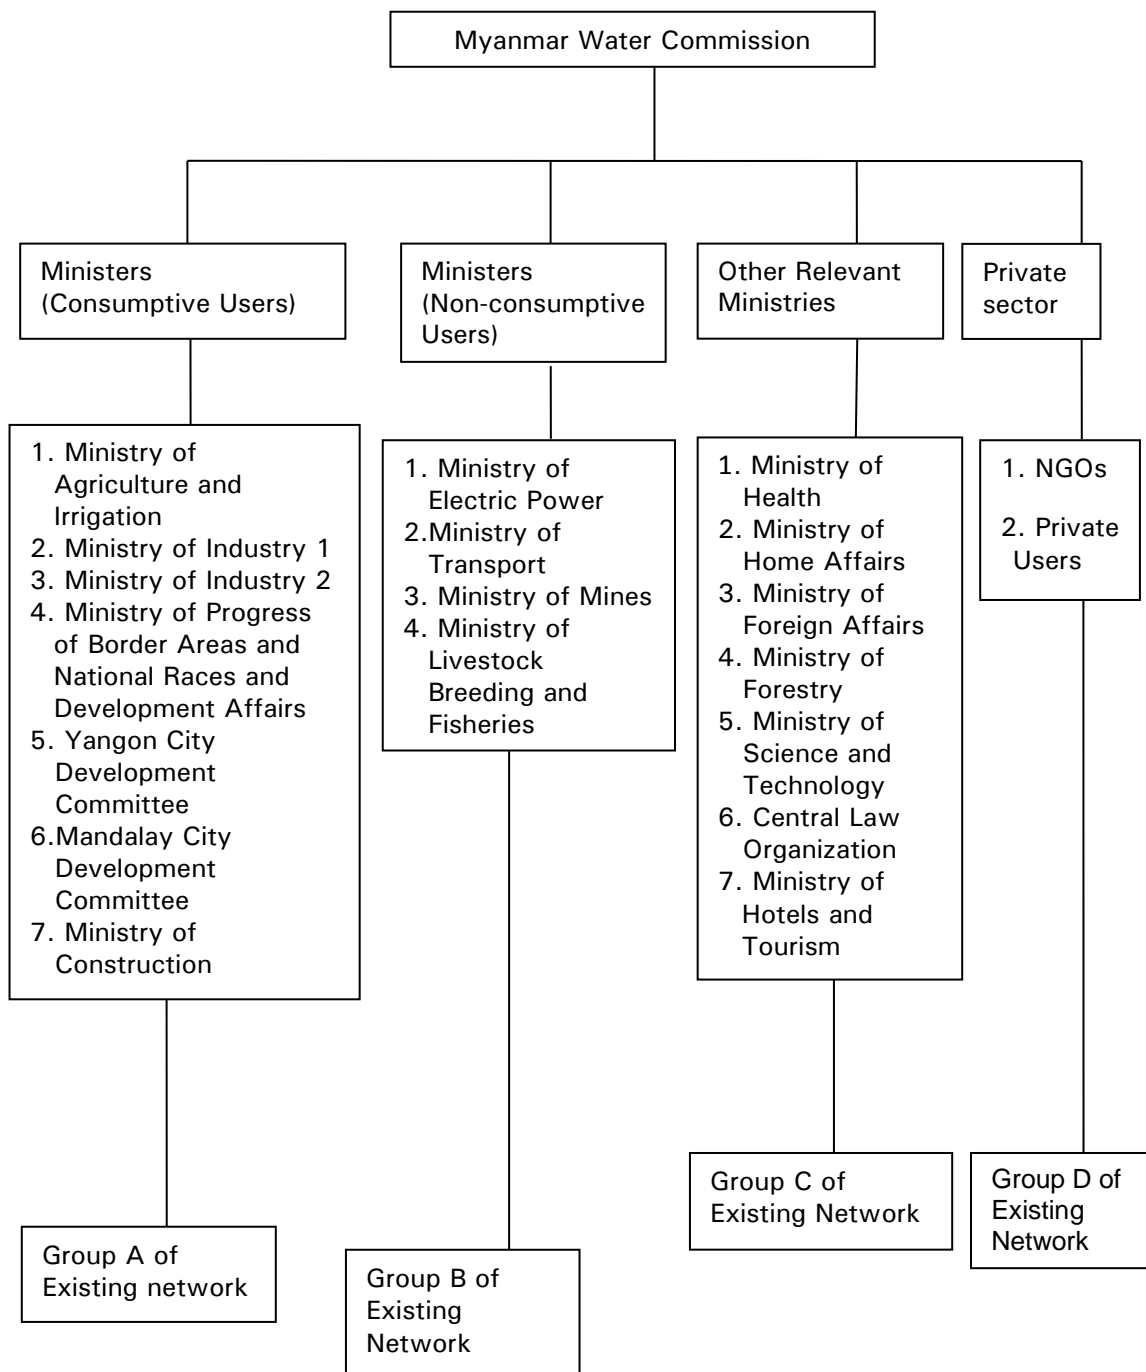 Myanmar Water Commission
Ministers
(Consumptive Users)
Ministers
(Non-consumptive
Users)
Other Relevant
Ministries
Private
sector
1. Ministry of
Agriculture and
Irrigation
2. Ministry of Industry 1
3. Ministry of Industry 2
4. Ministry of Progress
of Border Areas and
National Races and
Development Affairs
5. Yangon City
Development
Committee
6.Mandalay City
Development
Committee
7. Ministry of
Construction
1. Ministry of
Electric Power
2.Ministry of
Transport
3. Ministry of Mines
4. Ministry of
Livestock
Breeding and
Fisheries
1. Ministry of
Health
2. Ministry of
Home Affairs
3. Ministry of
Foreign Affairs
4. Ministry of
Forestry
5. Ministry of
Science and
Technology
6. Central Law
Organization
7. Ministry of
Hotels and
Tourism
1. NGOs
2. Private
Users
Group A of
Existing network
Group B of
Existing
Network
Group C of
Existing Network
Group D of
Existing
Network